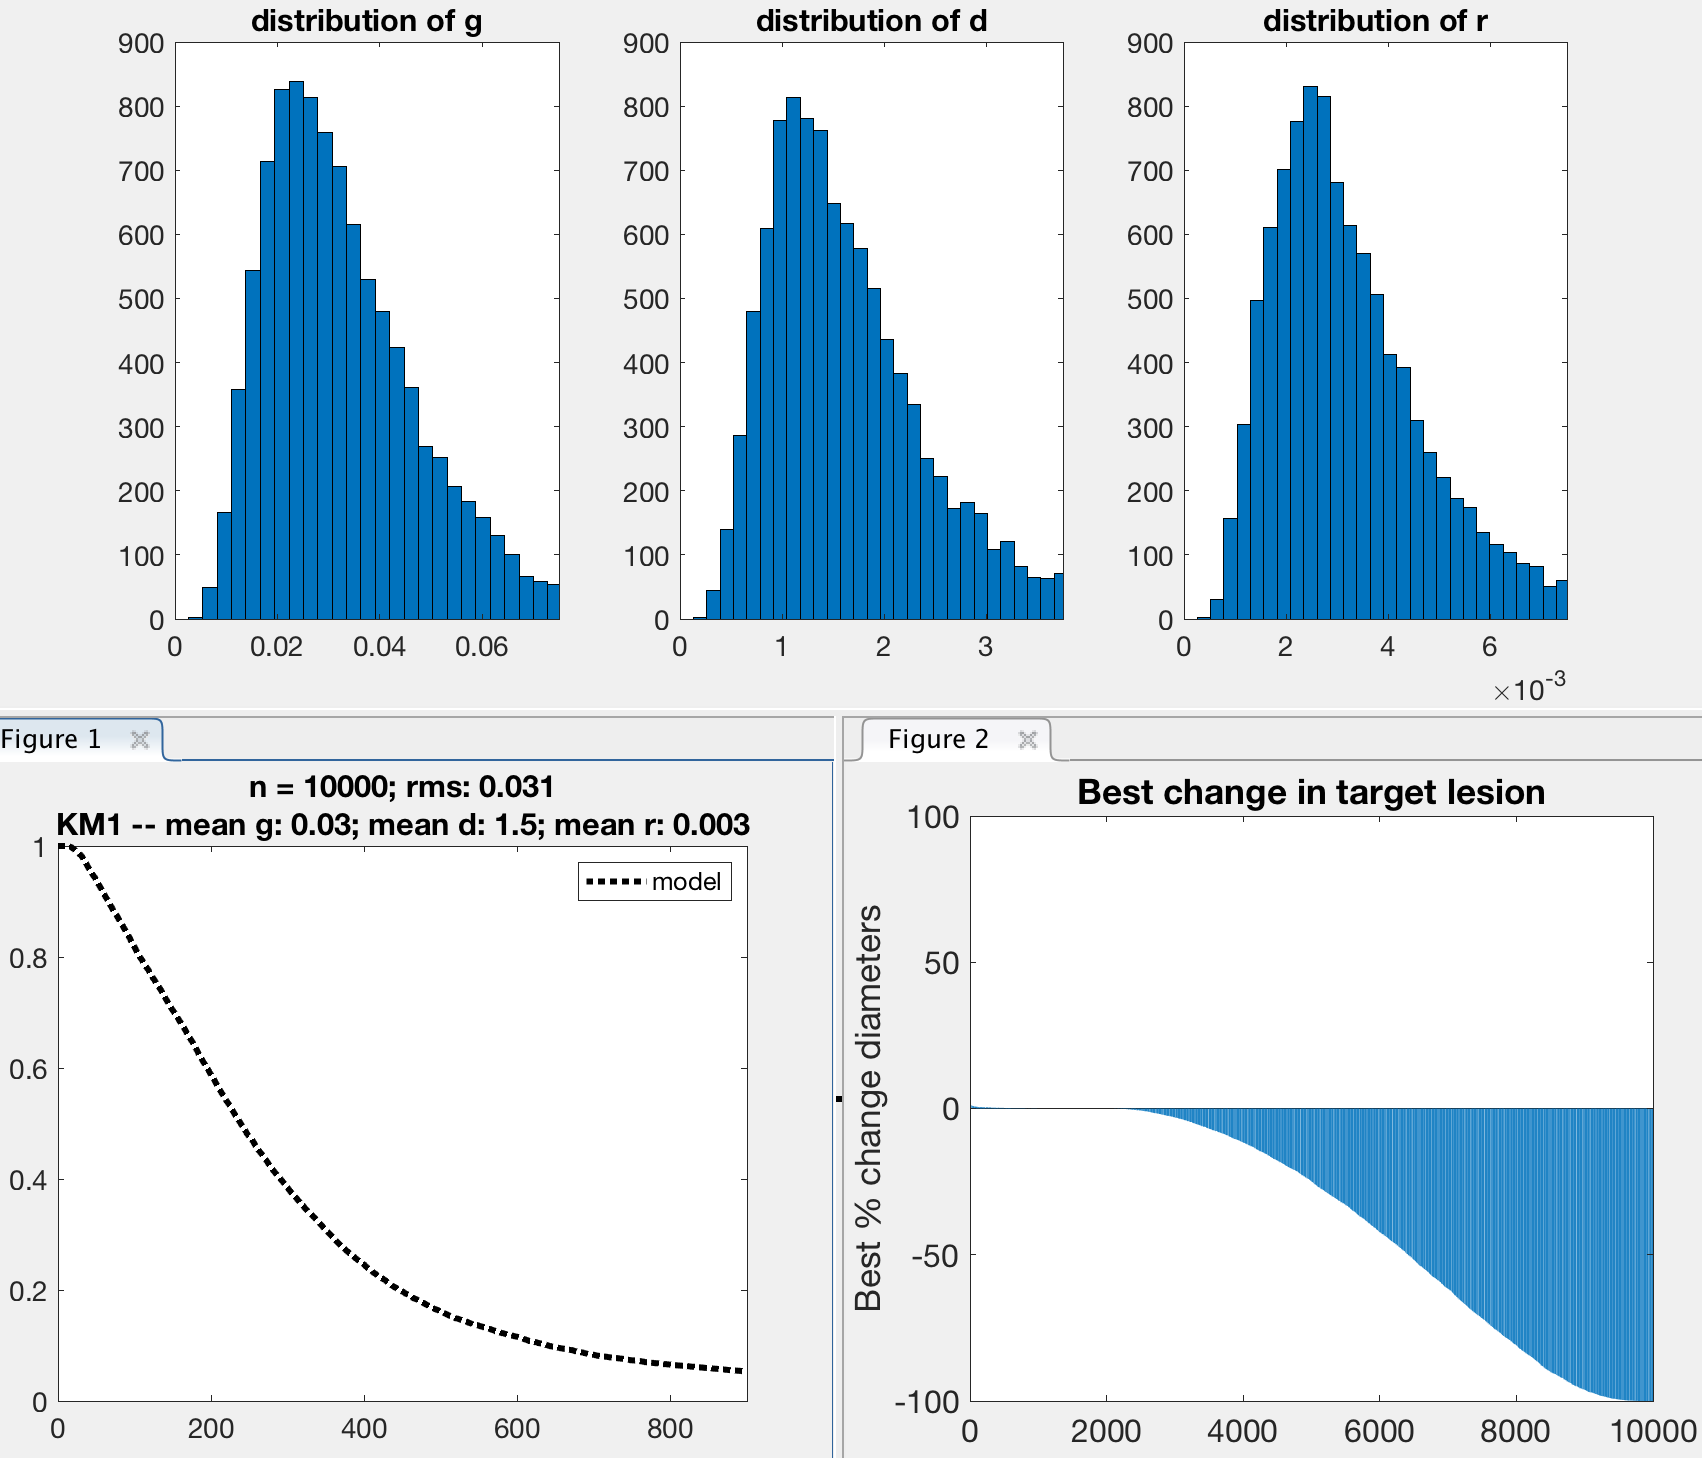 distribution of g
900
800
700
600
500
400
300
200
100
0
0 0.02 0.04 0.06
distribution of d
900
800
700
600
500
400
300
200
100
0
0 1 2 3
distribution of r
900
800
700
600
500
400
300
200
100
0
0 2 4 6
×10-3
Figure 1
n = 10000; rms: 0.031
KM1 -- mean g: 0.03; mean d: 1.5; mean r: 0.003
model
1
0.8
0.6
0.4
0.2
0
0 200 400 600 800
Figure 2
Best change in target lesion
Best % change diameters
100
50
0
-50
-100
0 2000 4000 6000 8000 10000